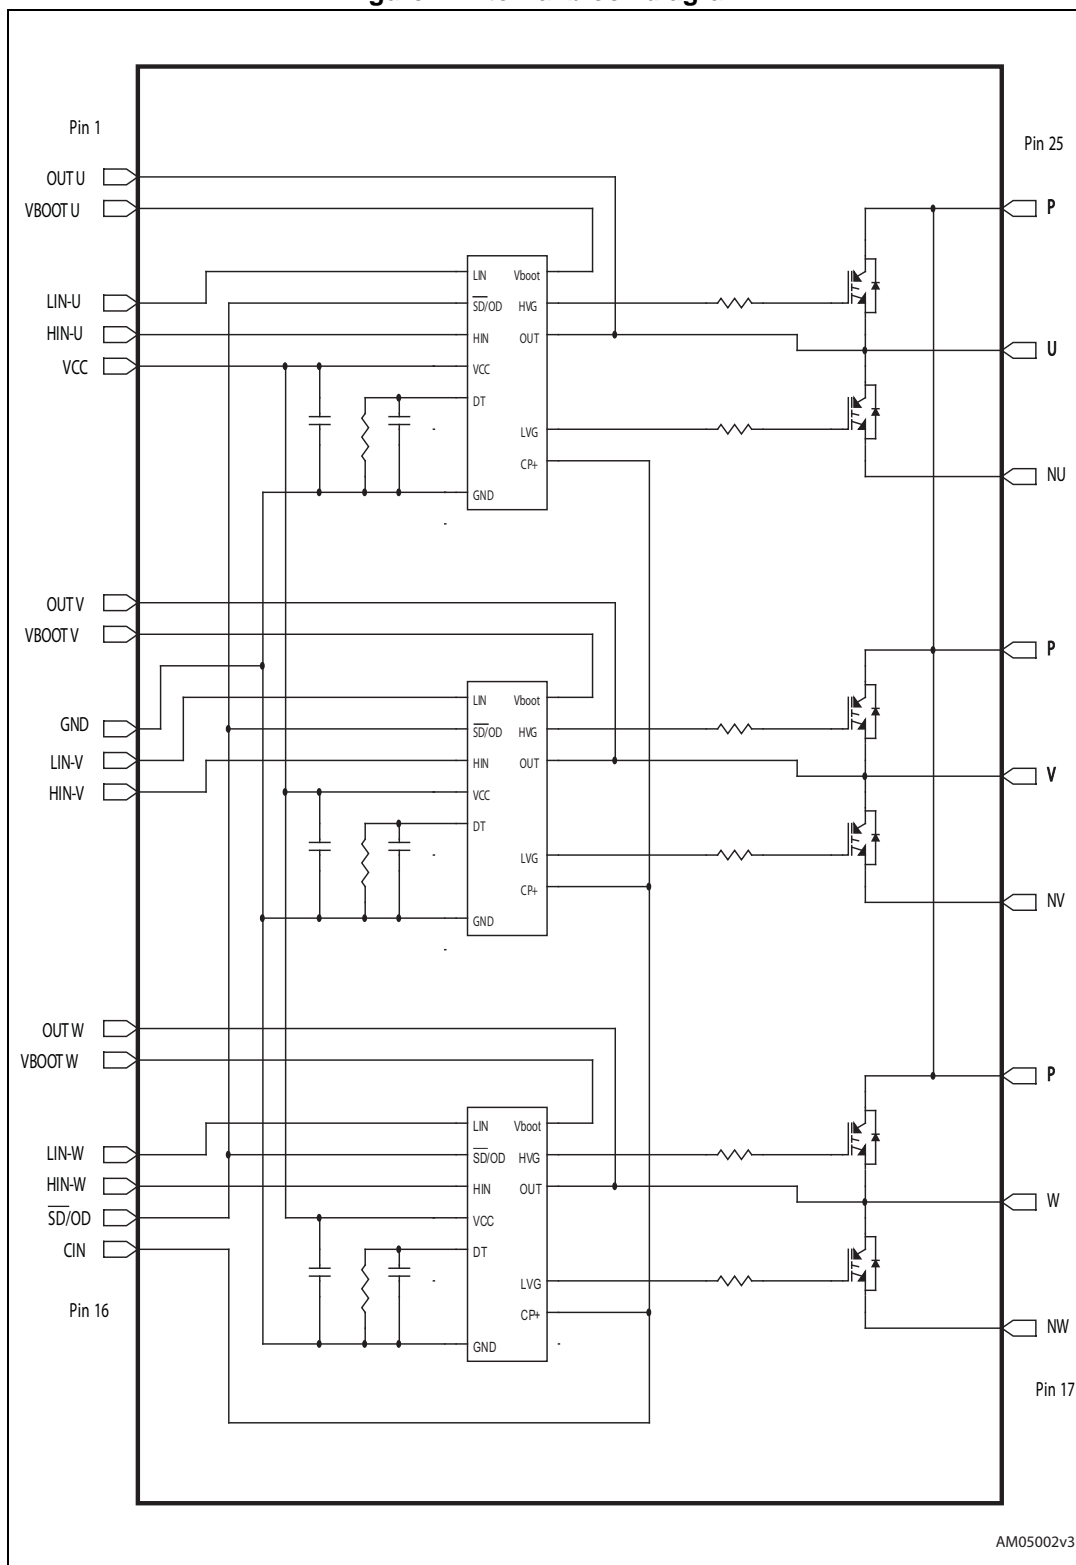 Pin 1
Pin 25
OUT U
VBOOT U
P
LIN Vboot
LIN-U
SD/OD HVG
HIN-U
HIN OUT
U
VCC
VCC
DT
LVG
CP+
NU
GND
OUT V
VBOOT V
P
LIN Vboot
GND
SD/OD HVG
LIN-V
HIN OUT
V
HIN-V
VCC
DT
LVG
CP+
NV
GND
OUT W
VBOOT W
P
LIN Vboot
LIN-W
SD/OD HVG
HIN-W
HIN OUT
W
SD/OD
VCC
CIN
DT
LVG
Pin 16
CP+
NW
GND
Pin 17
AM05002v3